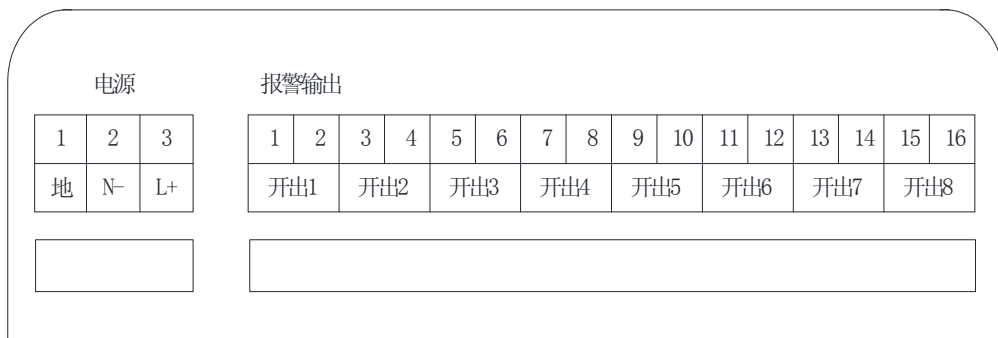 电源 报警输出
1 2 3 1 2 3 4 5 6 7 8 9 10 11 12 13 14 15 16
地 N- L+ 开出1 开出2 开出3 开出4 开出5 开出6 开出7 开出8